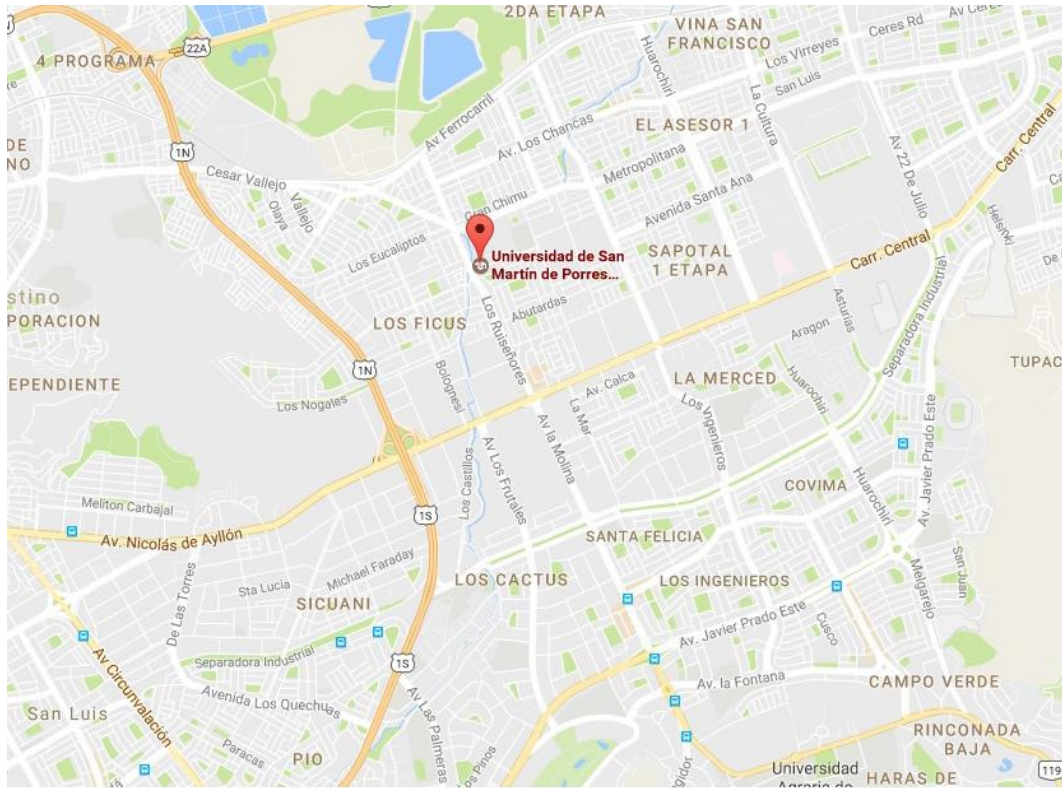 2DA ETAPA
VINA SAN
FRANCISCO
Ceres Rd
Los Virreyes
San Luis
Huarochiri
La Cultura
22A
4 PROGRAMA
Av Ferrocarril
Av. Los Chancas
EL ASESOR 1
Metropolitana
Carr. Central
Av 22 De Julio
1N
DE
NO
Cesar Vallejo
Vallejo
Olaya
Gran Chimu
Avenida Santa Ana
Helsinki
Los Eucaliptos
Universidad de San
Martín de Porres...
SAPOTAL
1 ETAPA
Carr. Central
De
stino
PORACION
LOS FICUS
Los Ruiseñores
Abutardas
Aragon
Asturias
Separadora Industrial
TUPAC
1N
EPENDIENTE
Los Nogales
Bolognesi
Av. Calca
LA MERCED
Huarochiri
La Mar
Av la Molina
Los Ingenieros
Av. Javier Prado Este
Los Castillos
Av Los Frutales
COVIMA
Huarochiri
Meliton Carbajal
1S
Av. Nicolás de Ayllón
SANTA FELICIA
San Juan
Michael Faraday
Sta Lucia
LOS CACTUS
LOS INGENIEROS
Melgarejo
De Las Torres
SICUANI
Cusco
Av. Javier Prado Este
Av Circunvalación
Separadora Industrial
1S
Av. la Fontana
CAMPO VERDE
Avenida Los Quechuas
Av Las Palmeras
San Luis
Paracas
PIO
Los Pinos
RINCONADA
BAJA
Universidad
HARAS DE
119